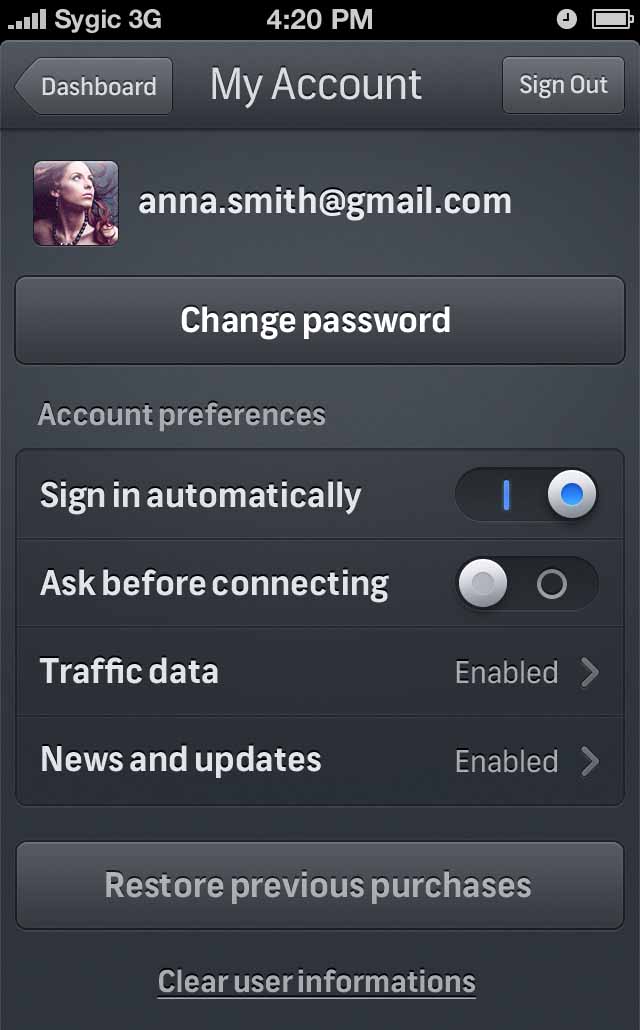 Sygic 3G 4:20 PM
Dashboard My Account Sign Out
anna.smith@gmail.com
Change password
Account preferences
Sign in automatically
Ask before connecting
Traffic data Enabled
News and updates Enabled
Restore previous purchases
Clear user informations